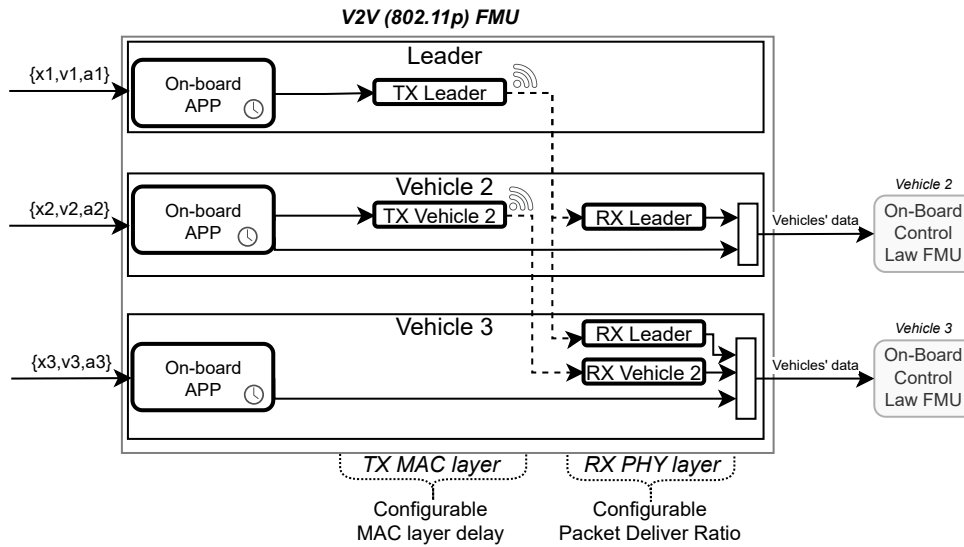 V2V (802.11p) FMU
Leader
{x1,v1,a1}
On-board
APP
TX Leader
Vehicle 2
{x2,v2,a2}
On-board
APP
TX Vehicle 2
RX Leader
Vehicles' data
Vehicle 2
On-Board
Control
Law FMU
Vehicle 3
{x3,v3,a3}
On-board
APP
RX Leader
RX Vehicle 2
Vehicles' data
Vehicle 3
On-Board
Control
Law FMU
TX MAC layer
RX PHY layer
Configurable
MAC layer delay
Configurable
Packet Deliver Ratio